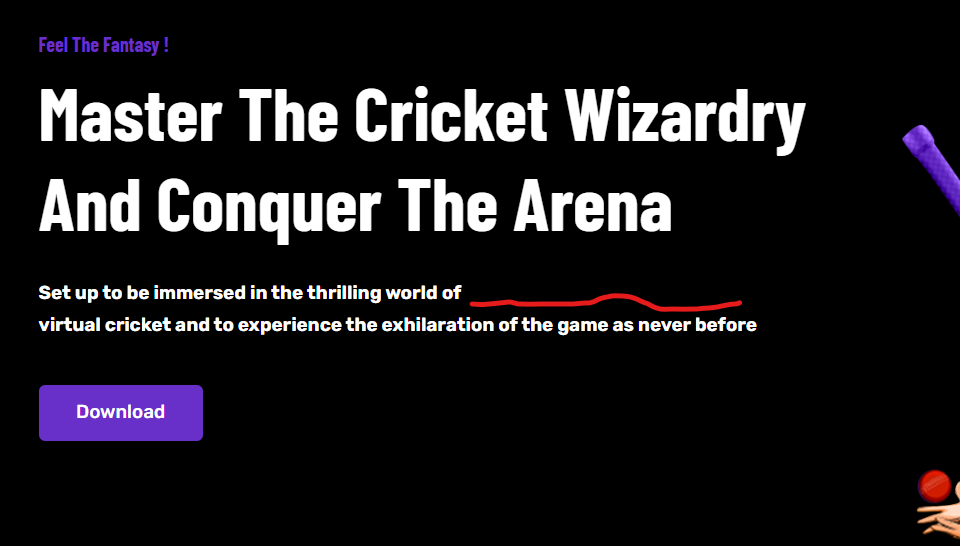 Feel The Fantasy !
Master The Cricket Wizardry
And Conquer The Arena
Set up to be immersed in the thrilling world of
virtual cricket and to experience the exhilaration of the game as never before
Download